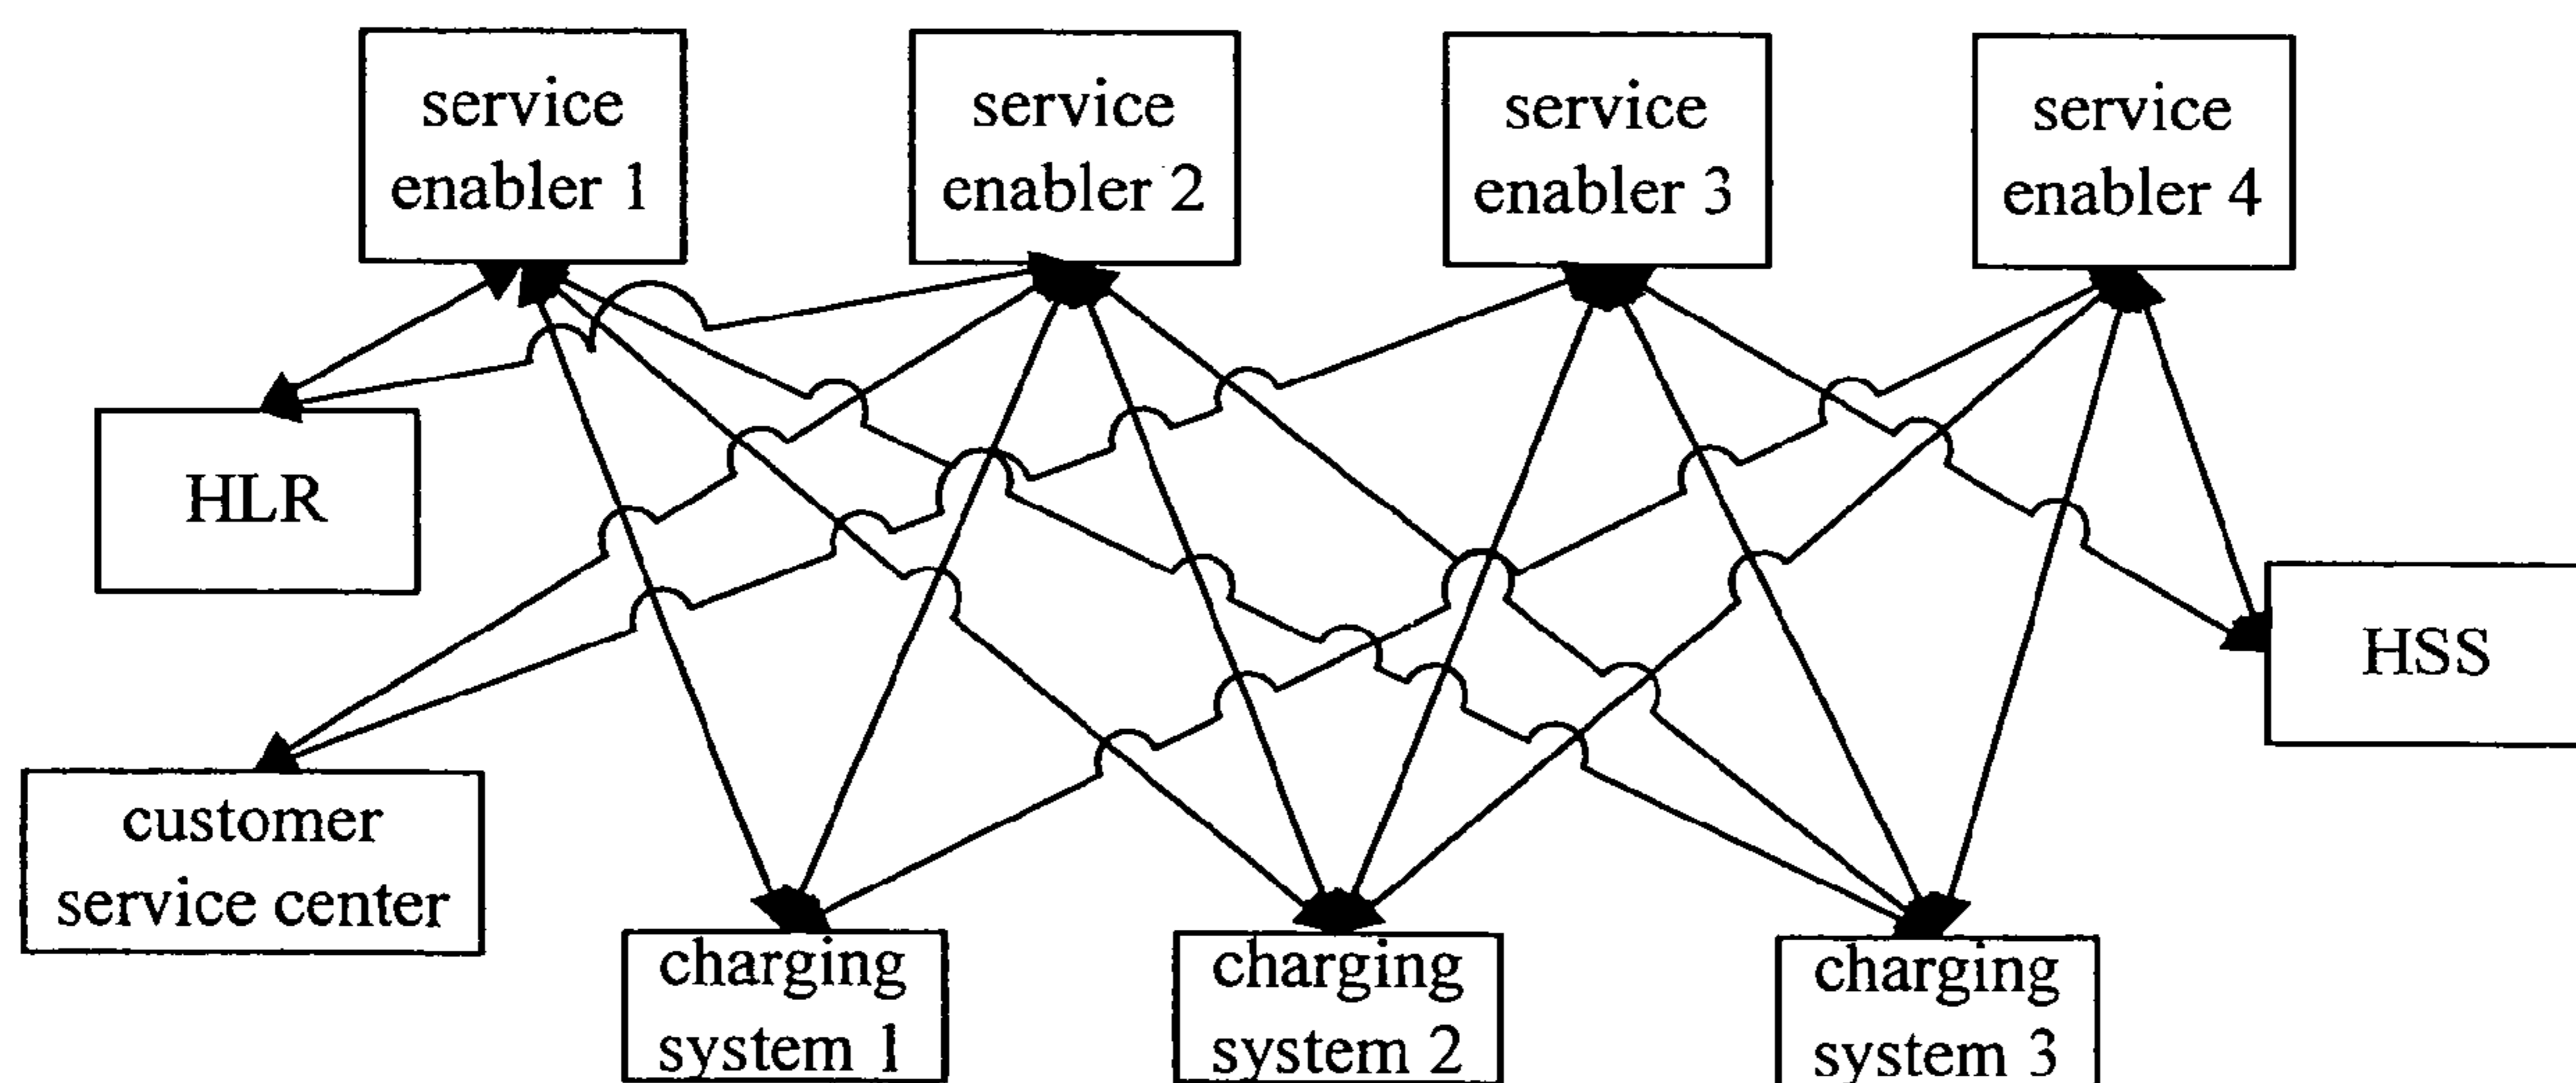 service
enabler 1
service
enabler 2
service
enabler 3
service
enabler 4
HLR
HSS
customer
service center
charging
system 1
charging
system 2
charging
system 3